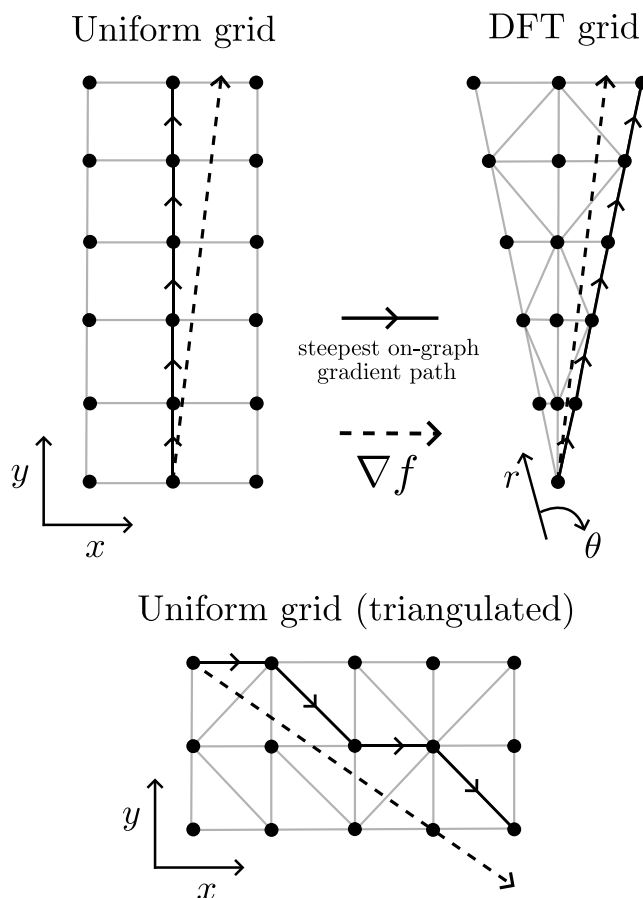 Uniform grid
DFT grid
steepest on-graph
gradient path
∇f
y
x
r
θ
Uniform grid (triangulated)
y
x